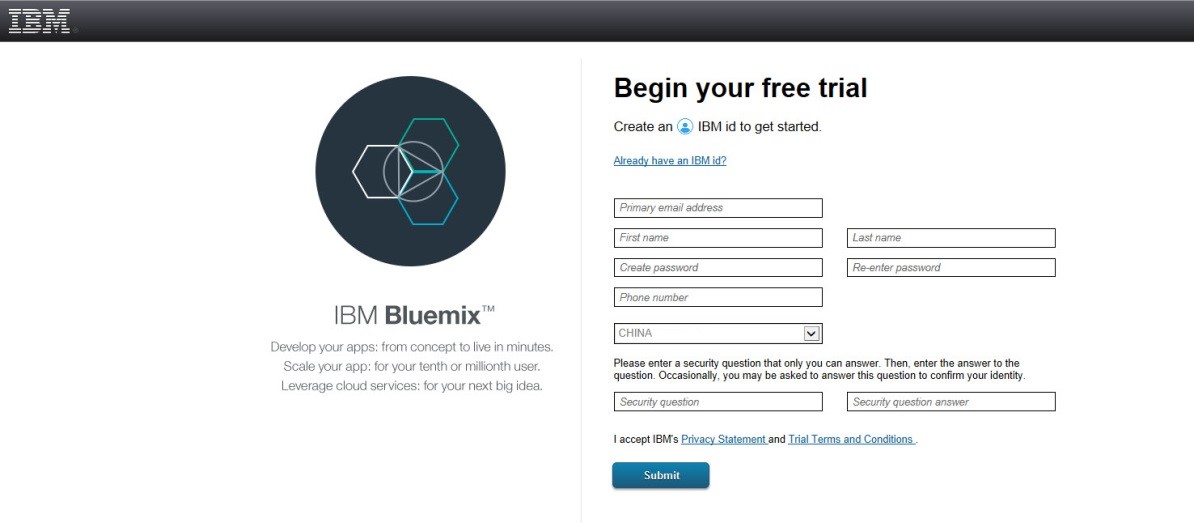 IBM
IBM Bluemix™
Develop your apps: from concept to live in minutes.
Scale your app: for your tenth or millionth user.
Leverage cloud services: for your next big idea.
Begin your free trial
Create an IBM id to get started.
Already have an IBM id?
Primary email address
First name Last name
Create password Re-enter password
Phone number
CHINA
Please enter a security question that only you can answer. Then, enter the answer to the
question. Occasionally, you may be asked to answer this question to confirm your identity.
Security question Security question answer
I accept IBM's Privacy Statement and Trial Terms and Conditions .
Submit